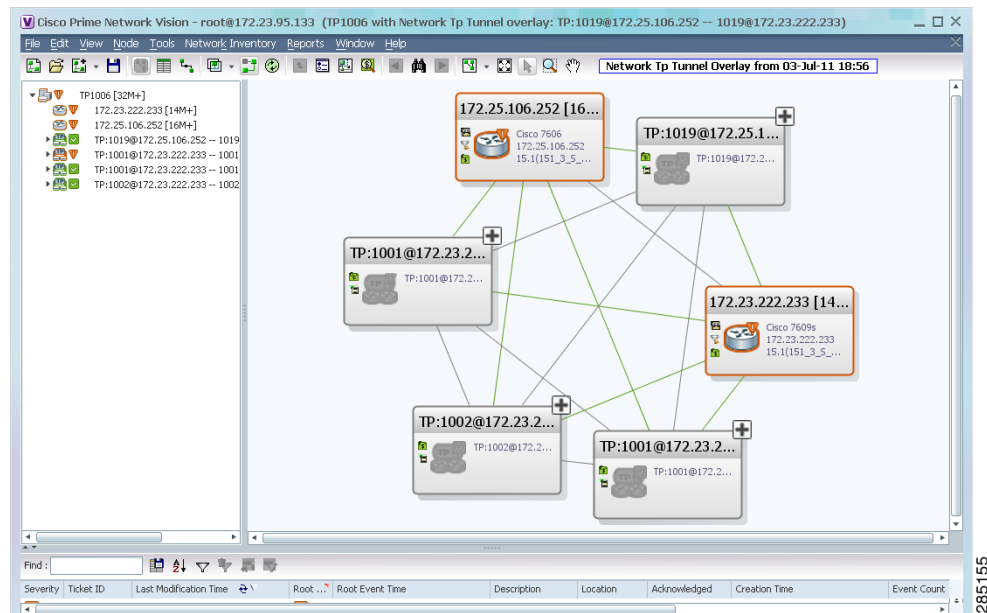 Cisco Prime Network Vision - root@172.23.95.133 (TP1006 with Network Tp Tunnel overlay: TP:1019@172.25.106.252 -- 1019@172.23.222.233)
File Edit View Node Tools Network Inventory Reports Window Help
Network Tp Tunnel Overlay from 03-Jul-11 18:56
TP1006 [32M+]
172.23.222.233 [14M+]
172.25.106.252 [16M+]
TP:1019@172.25.106.252 -- 1019
TP:1001@172.23.222.233 -- 1001
TP:1001@172.23.222.233 -- 1001
TP:1002@172.23.222.233 -- 1002
172.25.106.252 [16...
Cisco 7606
172.25.106.252
15.1(151_3_5_...
TP:1019@172.25.1...
TP:1019@172.2...
TP:1001@172.23.2...
TP:1001@172.2...
172.23.222.233 [14...
Cisco 7609s
172.23.222.233
15.1(151_3_5_...
TP:1002@172.23.2...
TP:1002@172.2...
TP:1001@172.23.2...
TP:1001@172.2...
Find :
Severity Ticket ID Last Modification Time Root ... Root Event Time Description Location Acknowledged Creation Time Event Count
285155